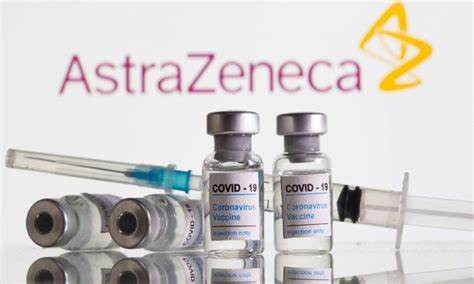 AstraZeneca
COVID - 19
Coronavirus
Vaccine
Injection only
COVID - 19
Coronavirus
Vaccine
Injection only